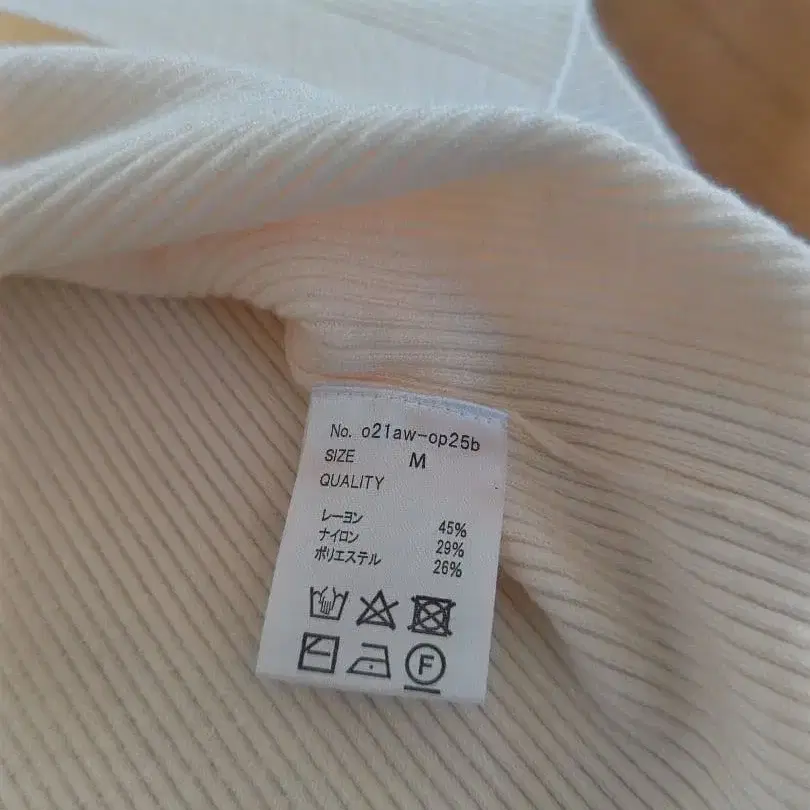 No. o21aw-op25b
SIZE M
QUALITY
レーヨン 45%
ナイロン 29%
ポリエステル 26%
F